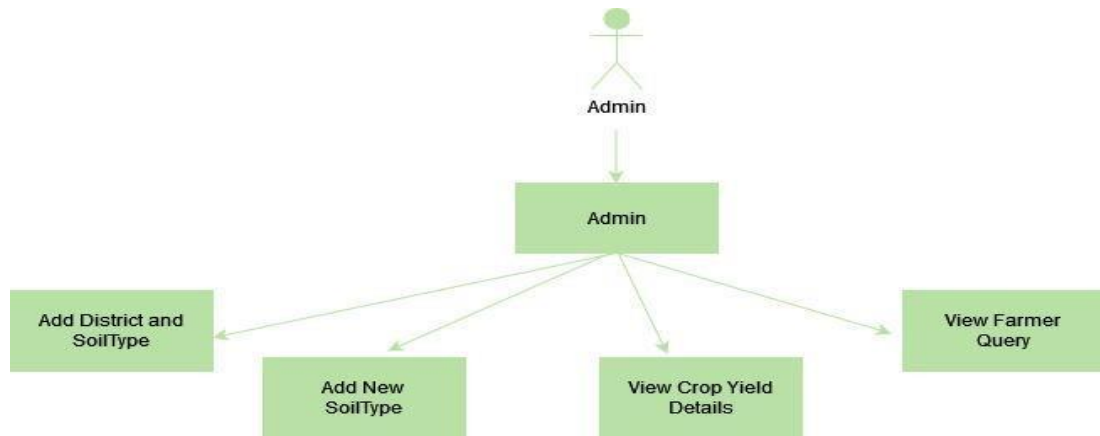 Admin
Admin
Add District and
SoilType
Add New
SoilType
View Crop Yield
Details
View Farmer
Query